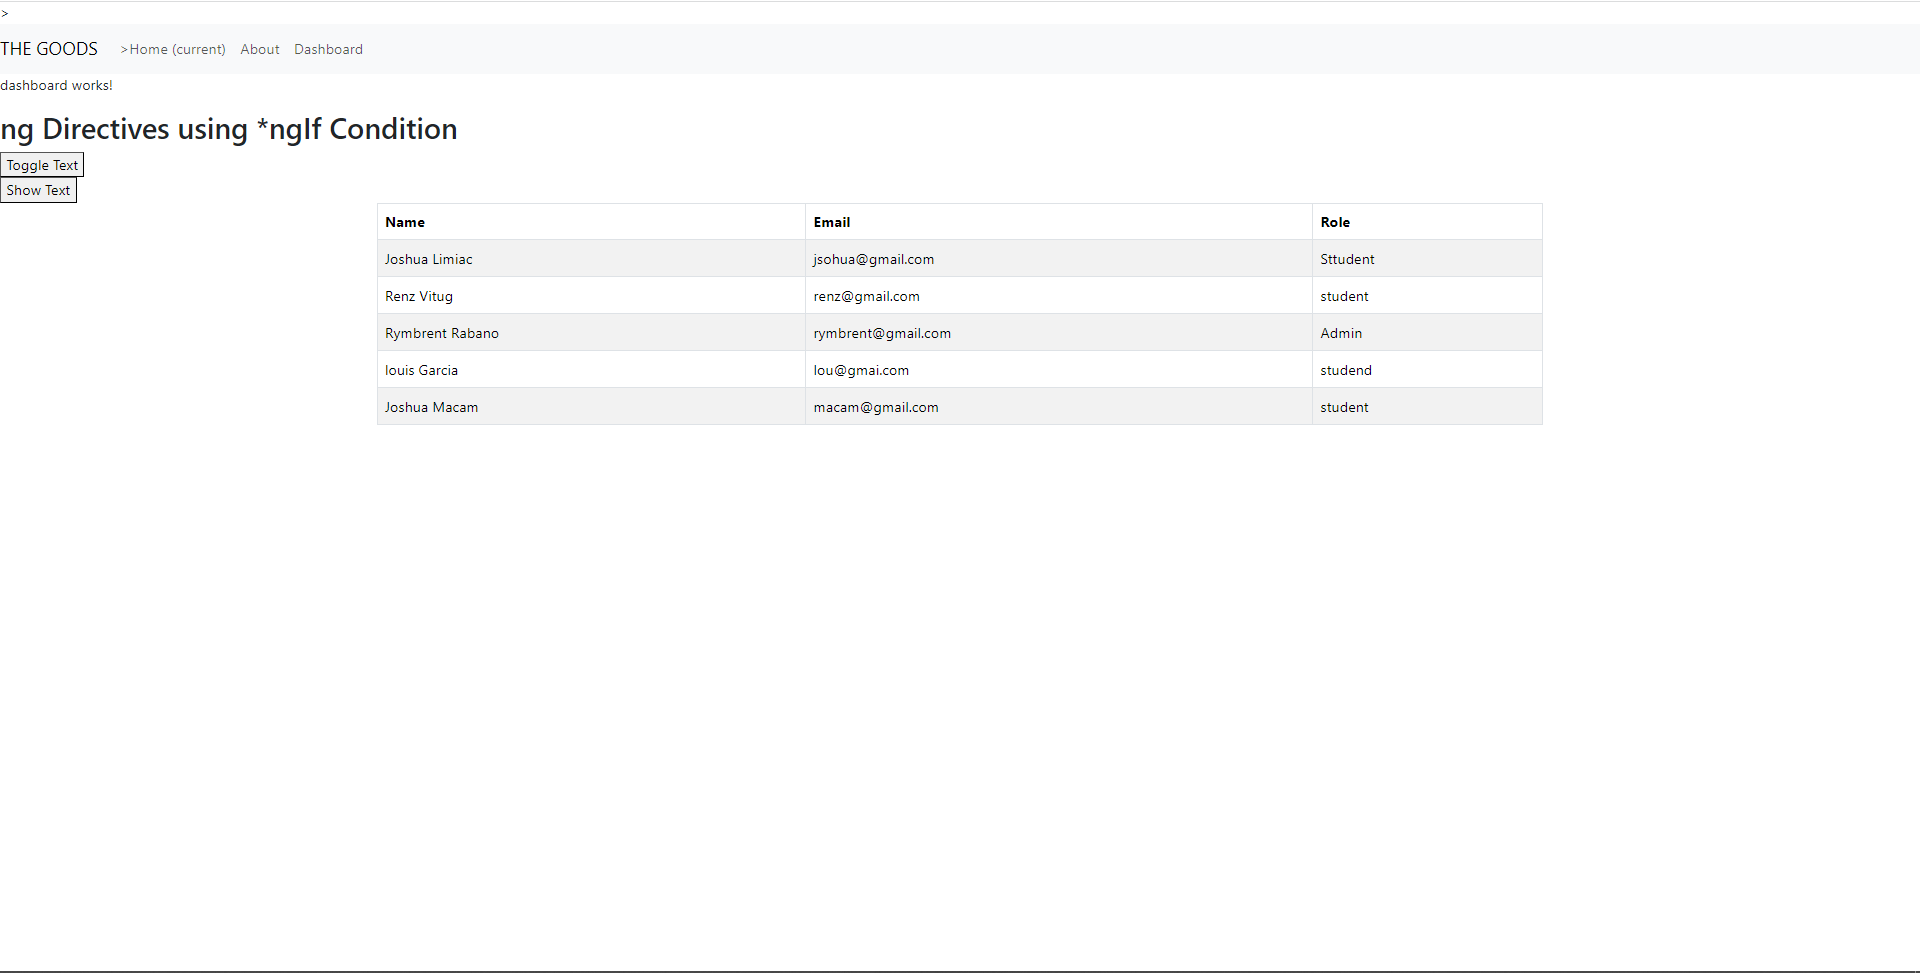 >
THE GOODS >Home (current) About Dashboard
dashboard works!
ng Directives using *ngIf Condition
Toggle Text
Show Text
Name Email Role
Joshua Limiac jsohua@gmail.com Sttudent
Renz Vitug renz@gmail.com student
Rymbrent Rabano rymbrent@gmail.com Admin
louis Garcia lou@gmai.com studend
Joshua Macam macam@gmail.com student